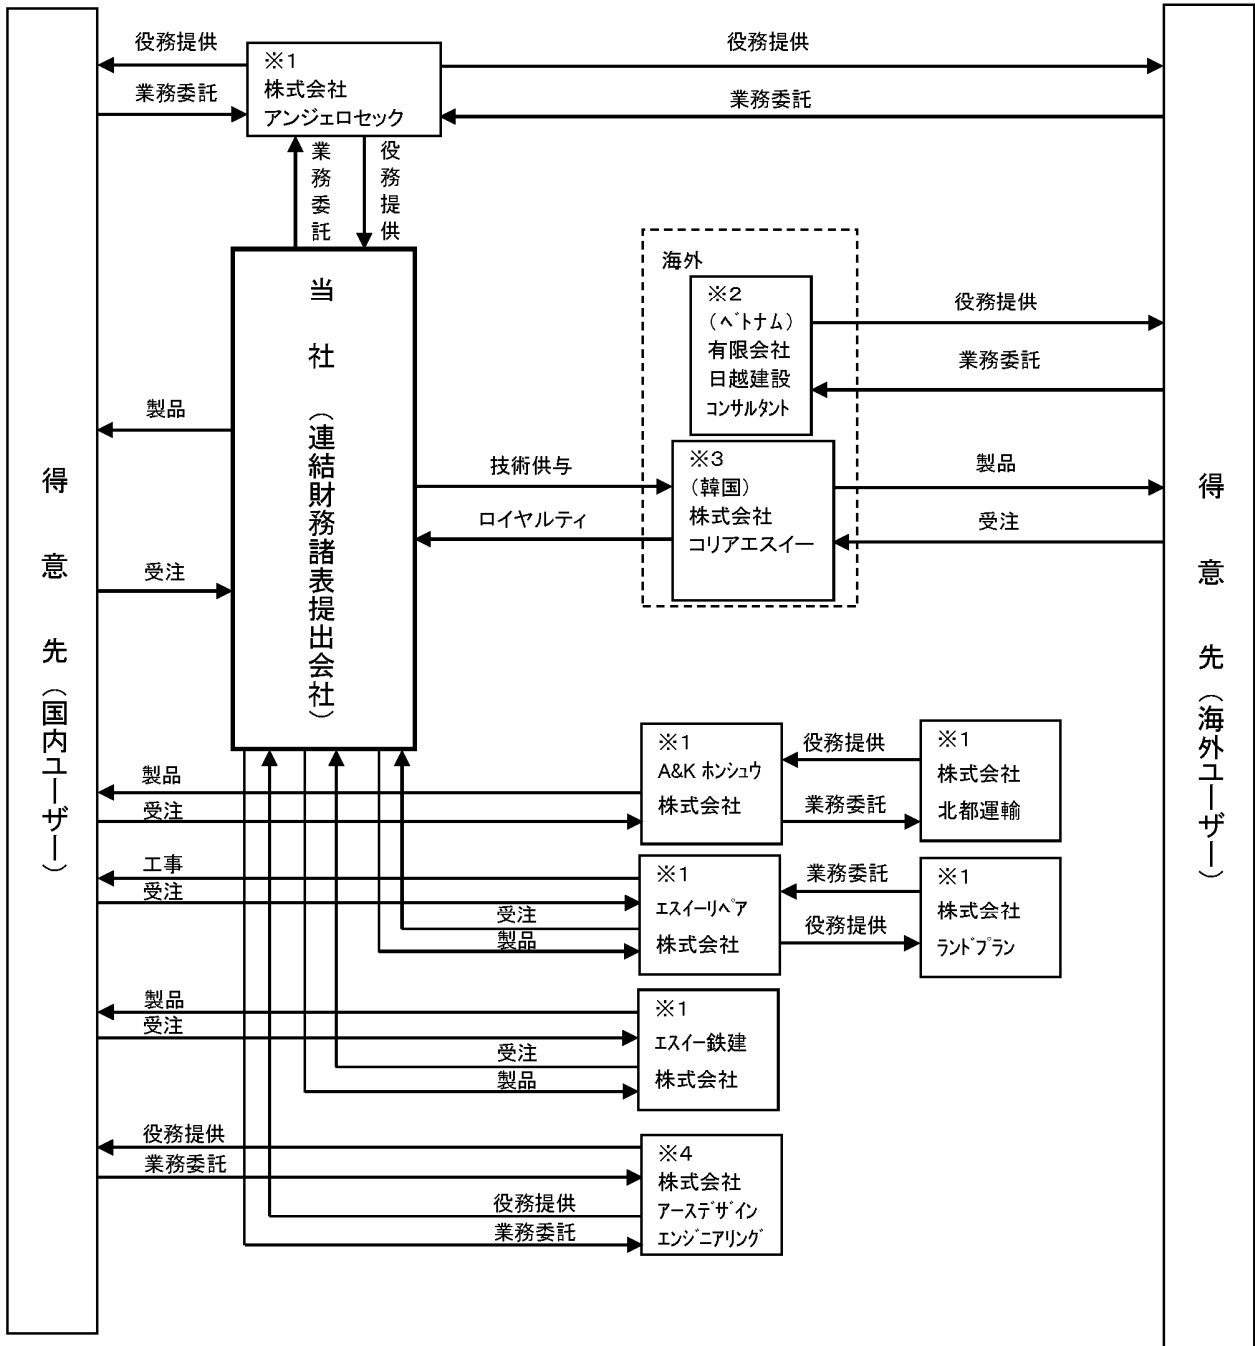 役務提供
業務委託
※1
株式会社
アンジェロセック
役務提供
業務委託
業務委託
役務提供
当社(連結財務諸表提出会社)
製品
受注
得意先(国内ユーザー)
技術供与
ロイヤルティ
海外
※2
(ベトナム)
有限会社
日越建設
コンサルタント
役務提供
業務委託
※3
(韓国)
株式会社
コリアエスイー
製品
受注
得意先(海外ユーザー)
製品
受注
※1
A&K ホンシュウ
株式会社
役務提供
業務委託
※1
株式会社
北都運輸
工事
受注
受注
製品
※1
エスイーリペア
株式会社
業務委託
役務提供
※1
株式会社
ランドプラン
製品
受注
受注
製品
※1
エスイー鉄建
株式会社
役務提供
業務委託
役務提供
業務委託
※4
株式会社
アースデザイン
エンジニアリング